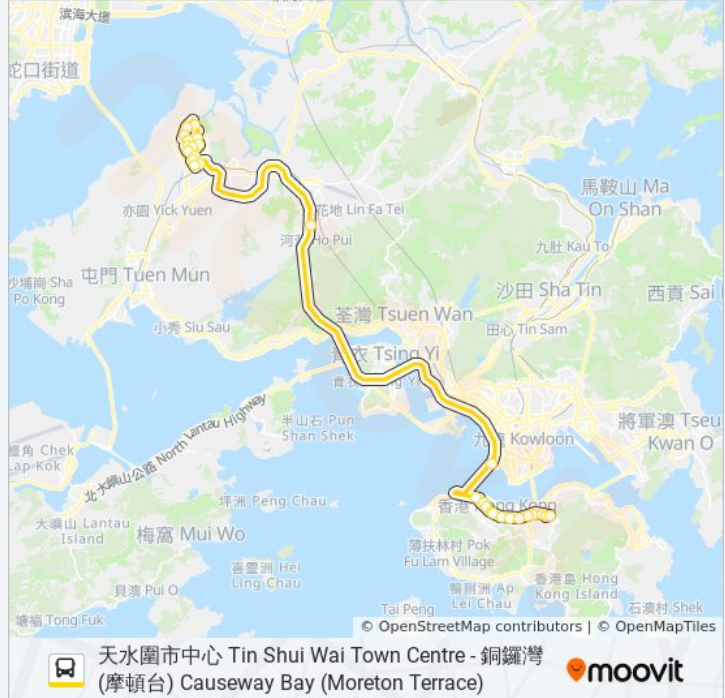 滨海大道
蛇口街道
亦園 Yick Yuen
花地 Lin Fa Tei
河背 Ho Pui
馬鞍山 Ma
On Shan
九肚 Kau To
屯門 Tuen Mun
沙埔崗 Sha
Po Kong
沙田 Sha Tin
西貢 Sai
小秀 Siu Sau
荃灣 Tsuen Wan
田心 Tin Sam
青衣 Tsing Yi
半山石 Pun
Shan Shek
北大嶼山公路 North Lantau Highway
九龍 Kowloon
將軍澳 Tseu
Kwan O
Chek
Lap Kok
坪洲 Peng Chau
香港 Hong Kong
大嶼山 Lantau
Island
梅窩 Mui Wo
薄扶林村 Pok
Fu Lam Village
喜靈洲 Hei
Ling Chau
鴨脷洲 Ap
Lei Chau
香港島 Hong
Kong Island
貝澳 Pui O
石澳村 Shek
塘福 Tong Fuk
Tai Peng
© OpenStreetMap contributors | © OpenMapTiles
天水圍市中心 Tin Shui Wai Town Centre - 銅鑼灣
(摩頓台) Causeway Bay (Moreton Terrace)
moovit